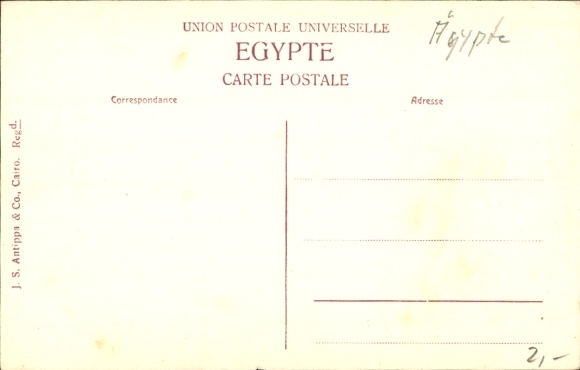 UNION POSTALE UNIVERSELLE
EGYPTE
CARTE POSTALE
Ägypte
Correspondance
Adresse
J. S. Antippa & Co., Cairo. Regd.
2,-